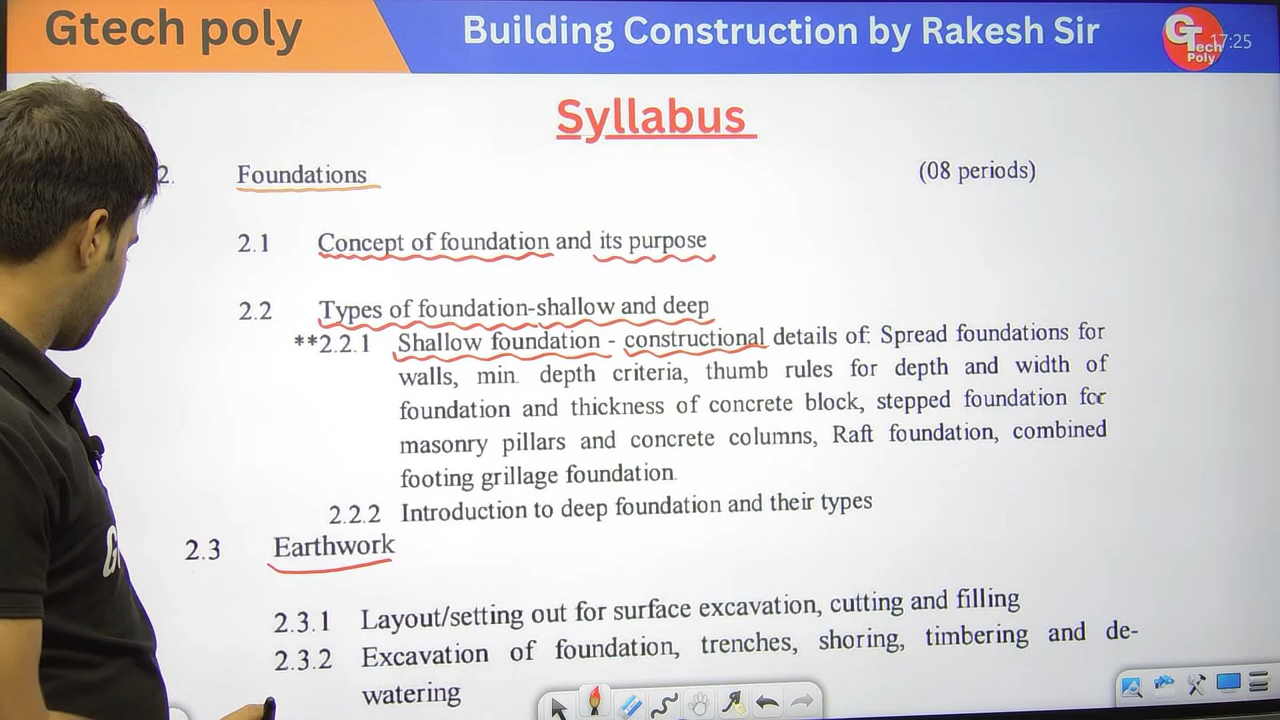 Gtech poly
Building Construction by Rakesh Sir
GTech Poly
17:25
Syllabus
2. Foundations (08 periods)
2.1 Concept of foundation and its purpose
2.2 Types of foundation-shallow and deep
**2.2.1 Shallow foundation - constructional details of: Spread foundations for
walls, min. depth criteria, thumb rules for depth and width of
foundation and thickness of concrete block, stepped foundation for
masonry pillars and concrete columns, Raft foundation, combined
footing grillage foundation.
2.2.2 Introduction to deep foundation and their types
2.3 Earthwork
2.3.1 Layout/setting out for surface excavation, cutting and filling
2.3.2 Excavation of foundation, trenches, shoring, timbering and de-
watering